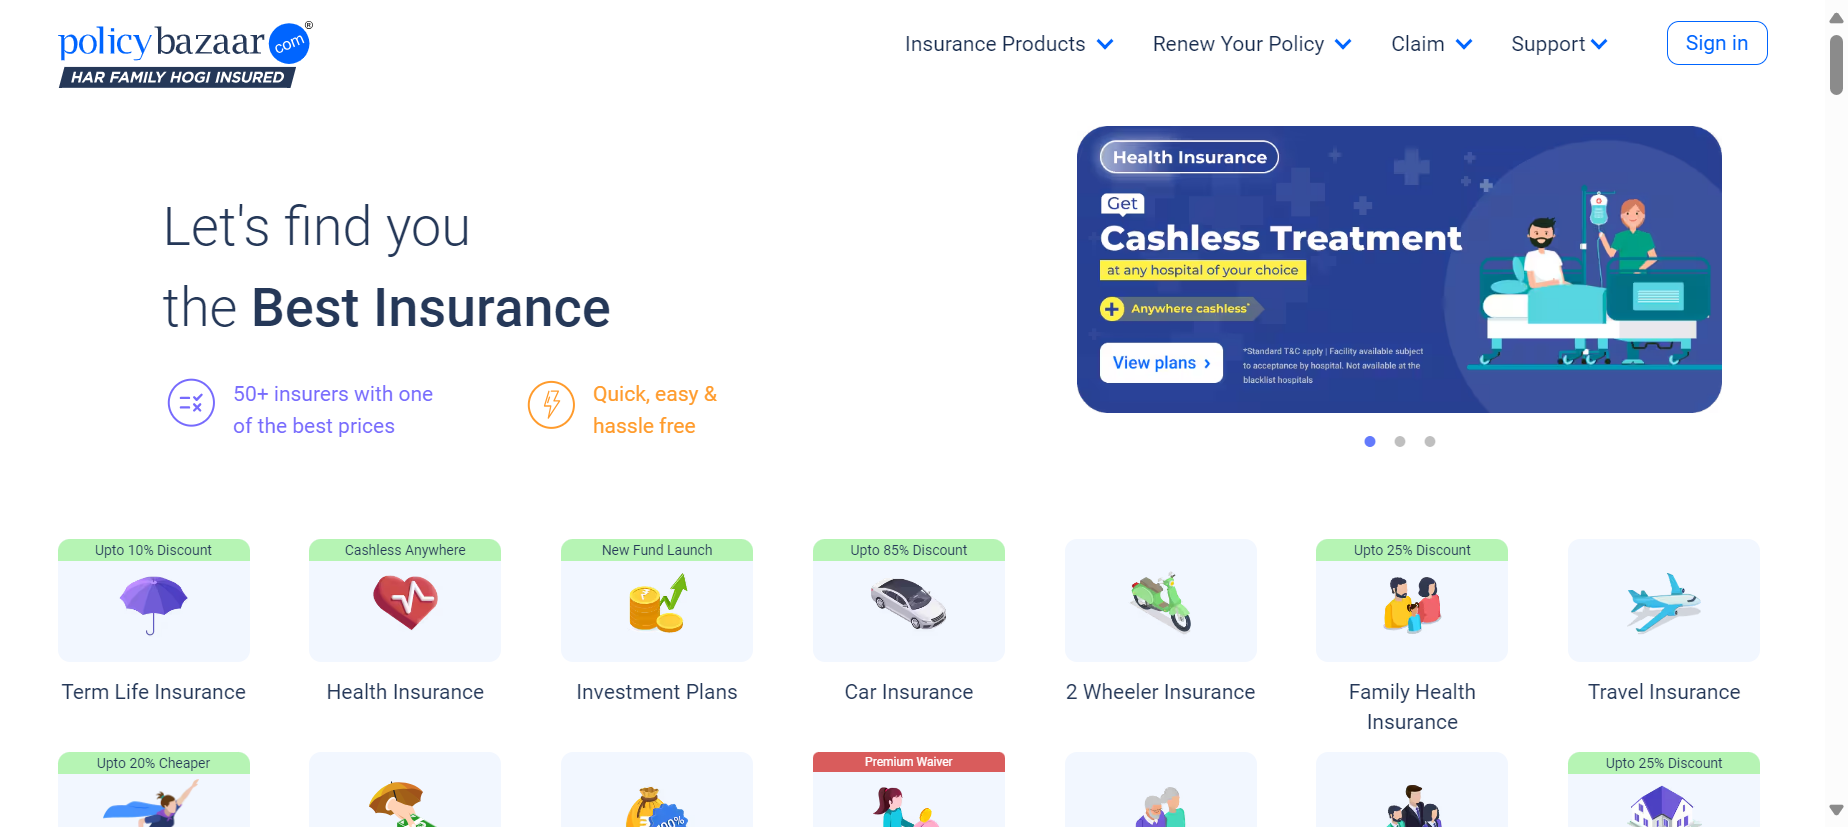 policybazaar com ®
HAR FAMILY HOGI INSURED
Insurance Products
Renew Your Policy
Claim
Support
Sign in
Let's find you
the Best Insurance
50+ insurers with one
of the best prices
Quick, easy &
hassle free
Health Insurance
Get
Cashless Treatment
at any hospital of your choice
Anywhere cashless*
View plans ›
*Standard T&C apply | Facility available subject
to acceptance by hospital. Not available at the
blacklist hospitals
Upto 10% Discount
Term Life Insurance
Cashless Anywhere
Health Insurance
New Fund Launch
Investment Plans
Upto 85% Discount
Car Insurance
2 Wheeler Insurance
Upto 25% Discount
Family Health
Insurance
Travel Insurance
Upto 20% Cheaper
100%
Premium Waiver
Upto 25% Discount